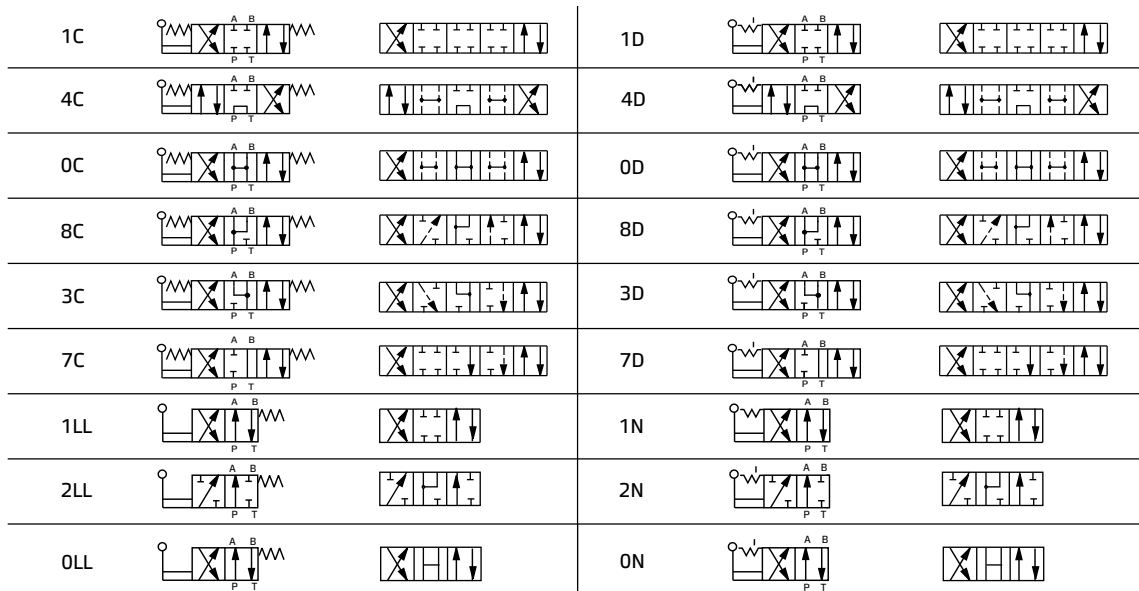 1C A B P T 1D A B P T
4C A B P T 4D A B P T
0C A B P T 0D A B P T
8C A B P T 8D A B P T
3C A B P T 3D A B P T
7C A B P T 7D A B P T
1LL A B P T 1N A B P T
2LL A B P T 2N A B P T
0LL A B P T 0N A B P T